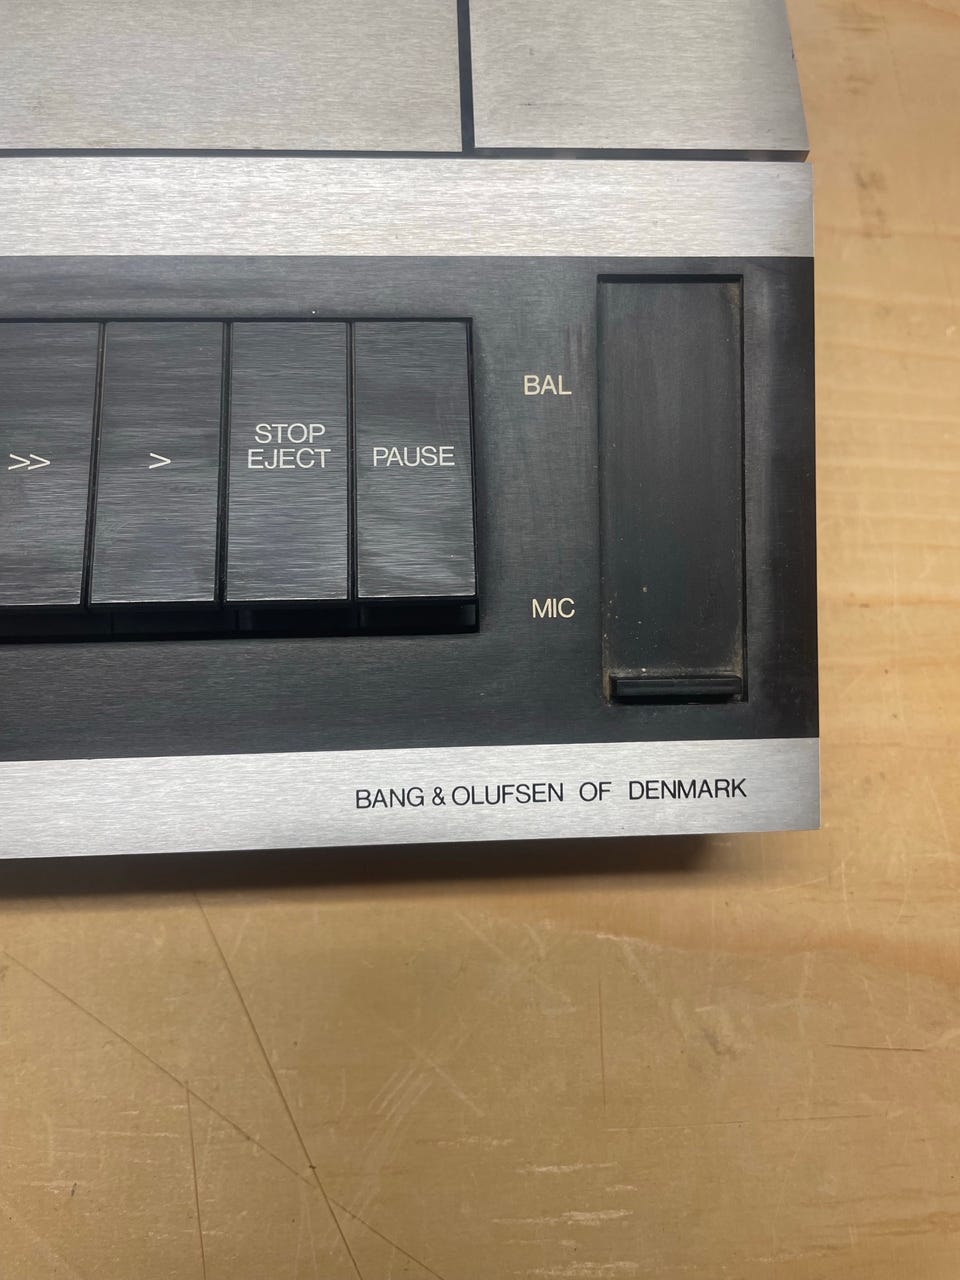 BAL
>>
>
STOP
EJECT
PAUSE
MIC
BANG & OLUFSEN OF DENMARK